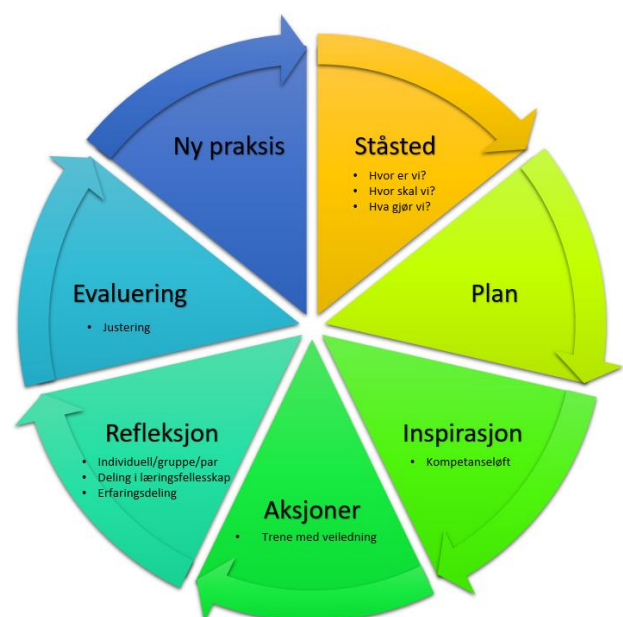 Ståsted
• Hvor er vi?
• Hvor skal vi?
• Hva gjør vi?
Plan
Inspirasjon
• Kompetanseløft
Aksjoner
• Trene med veiledning
Refleksjon
• Individuell/gruppe/par
• Deling i læringsfellesskap
• Erfaringsdeling
Evaluering
• Justering
Ny praksis